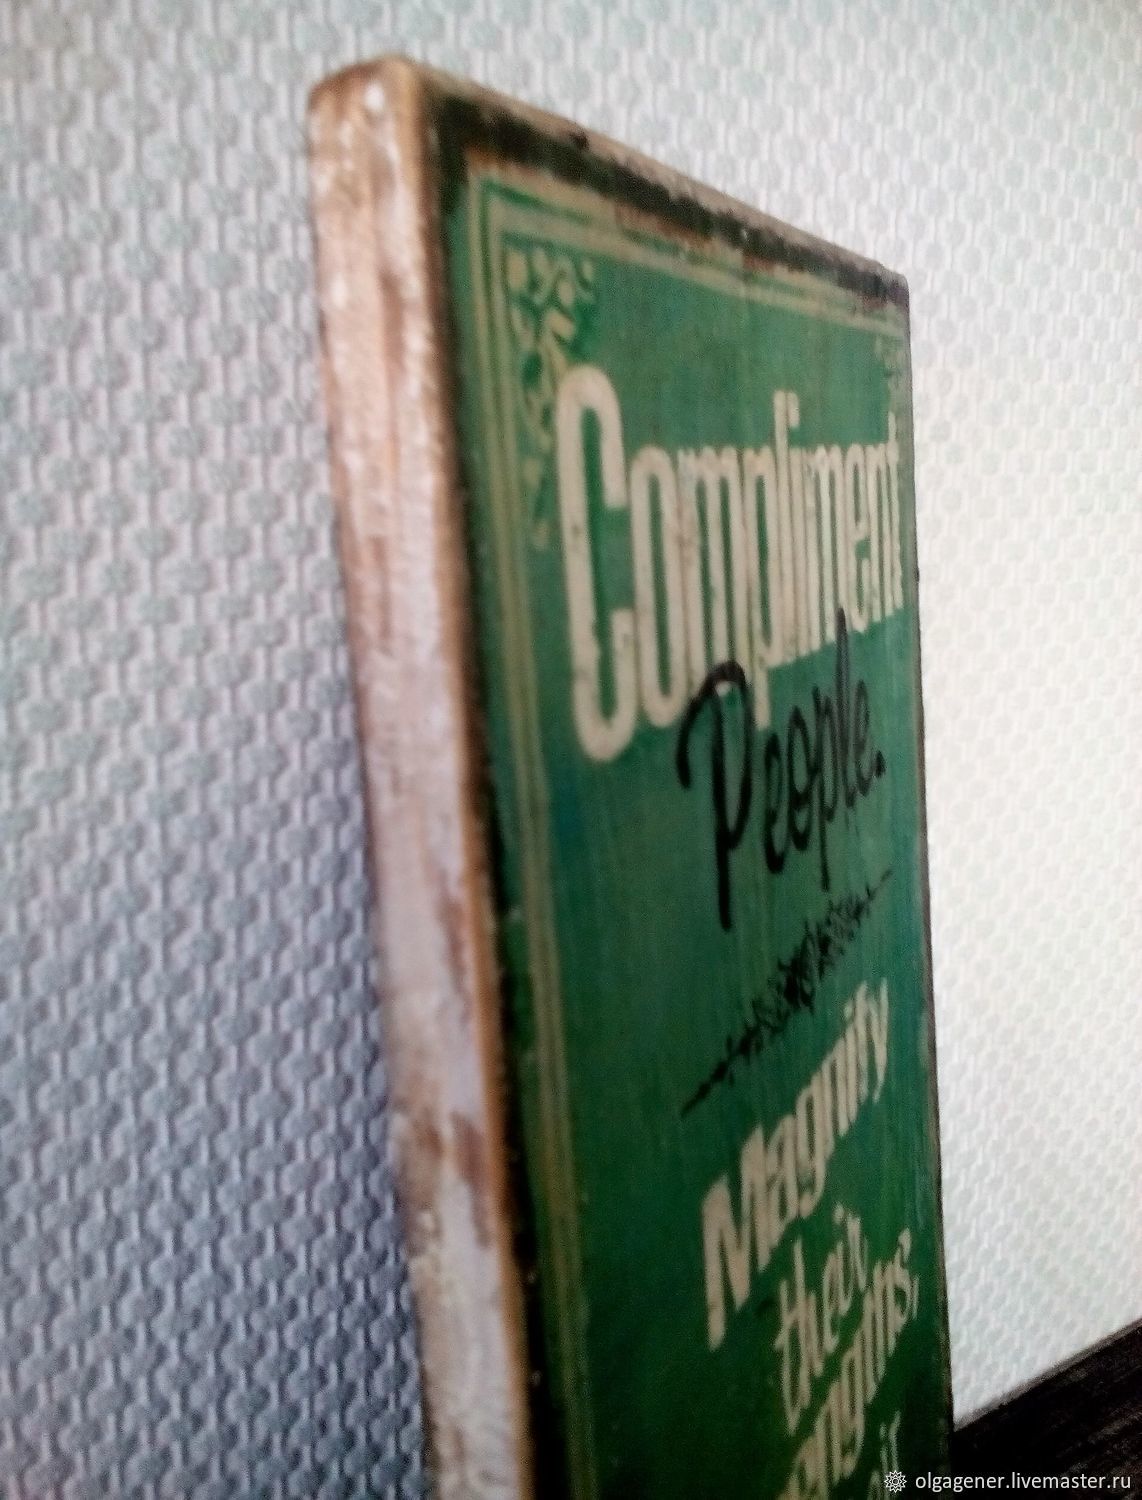 Compliment
People.
Magnify
their
olgagener.livemaster.ru